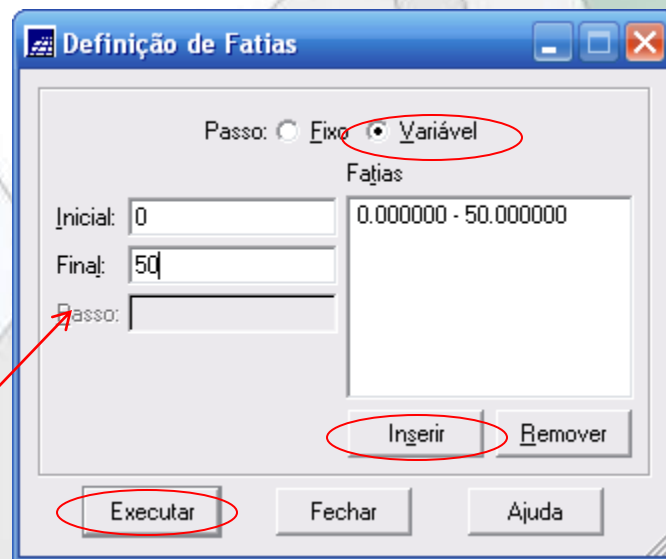 Definição de Fatias
Passo: Fixo Variável
Fatias
Inicial: 0
0.000000 - 50.000000
Final: 50
Passo:
Inserir Remover
Executar Fechar Ajuda